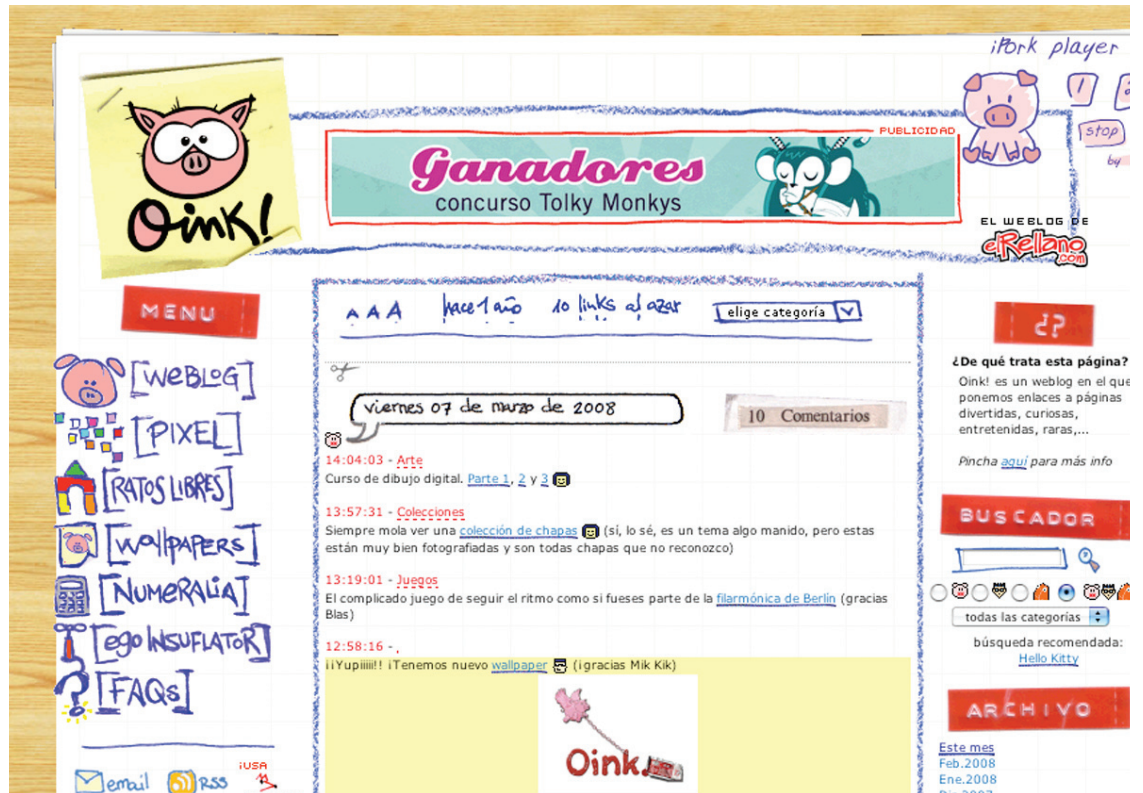 iPork player
1
stop
by
Oink!
PUBLICIDAD
Ganadores
concurso Tolky Monkys
EL WEBLOG DE
elRellano
.com
MENU
A A A hace 1 año 10 links al azar elige categoría
[WEBLOG]
[PIXEL]
[RATOS LIBRES]
[WAllPAPERS]
[NUMERALIA]
[ego INSUFLATOR]
[FAQs]
email RSS
¡USA
viernes 07 de marzo de 2008
10 Comentarios
14:04:03 - Arte
Curso de dibujo digital. Parte 1, 2 y 3
13:57:31 - Colecciones
Siempre mola ver una colección de chapas (sí, lo sé, es un tema algo manido, pero estas
están muy bien fotografiadas y son todas chapas que no reconozco)
13:19:01 - Juegos
El complicado juego de seguir el ritmo como si fueses parte de la filarmónica de Berlín (gracias
Blas)
12:58:16 - .
¡¡Yupiiiii!! ¡Tenemos nuevo wallpaper (¡gracias Mik Kik)
Oink!
¿?
¿De qué trata esta página?
Oink! es un weblog en el que
ponemos enlaces a páginas
divertidas, curiosas,
entretenidas, raras,...
Pincha aquí para más info
BUSCADOR
todas las categorías
búsqueda recomendada:
Hello Kitty
ARCHIVO
Este mes
Feb.2008
Ene.2008